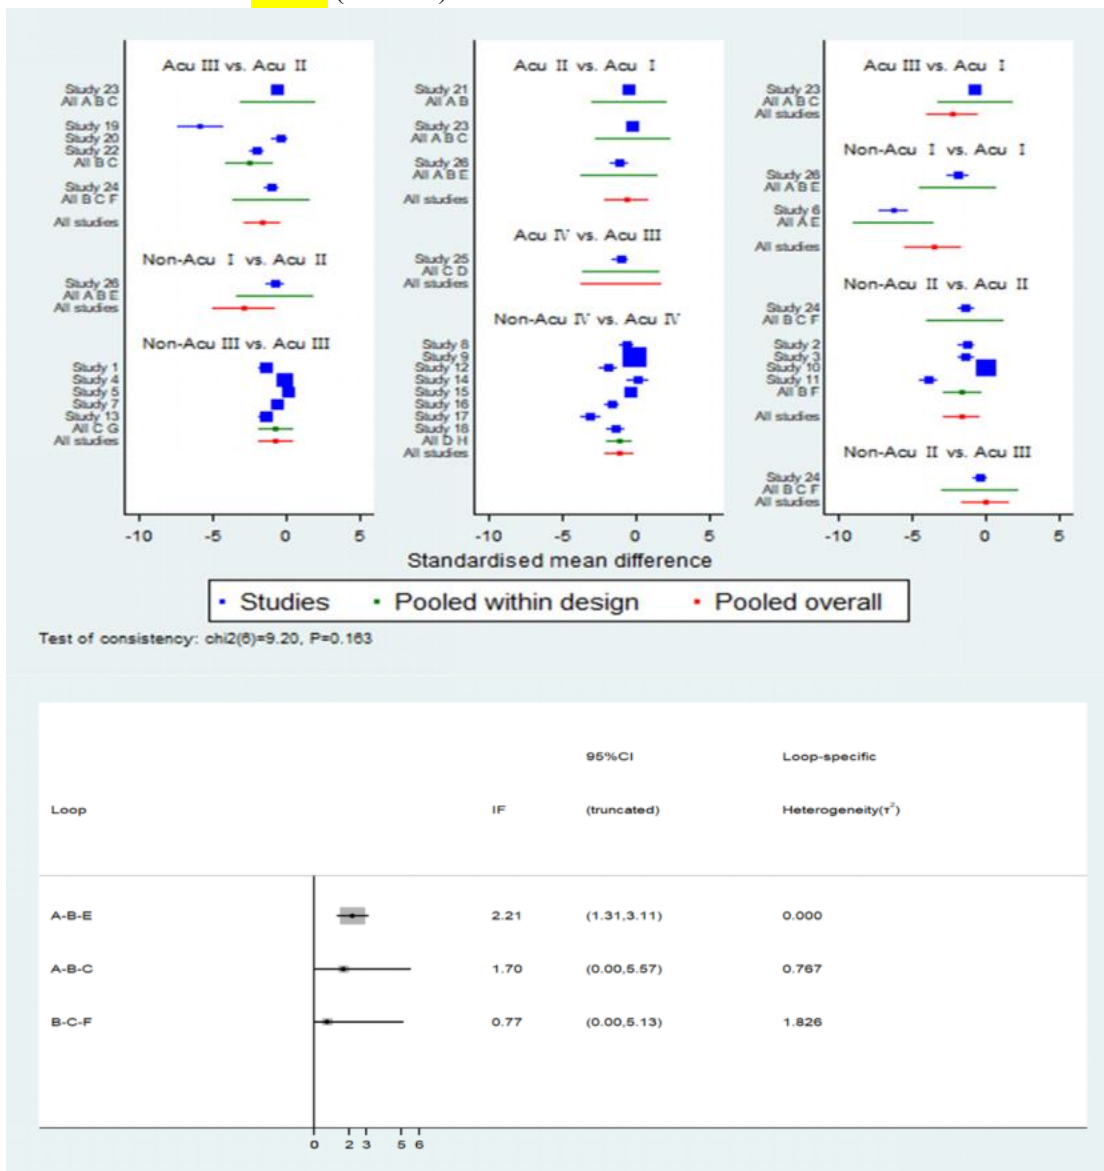 Acu III vs. Acu II
Study 23
All A B C
Study 19
Study 20
Study 22
All B C
Study 24
All B C F
All studies
Non-Acu I vs. Acu II
Study 26
All A B E
All studies
Non-Acu III vs. Acu III
Study 1
Study 4
Study 5
Study 7
Study 13
All C G
All studies
-10 -5 0 5
Acu II vs. Acu I
Study 21
All A B
Study 23
All A B C
Study 26
All A B E
All studies
Acu IV vs. Acu III
Study 25
All C D
All studies
Non-Acu IV vs. Acu IV
Study 8
Study 9
Study 12
Study 14
Study 15
Study 16
Study 17
Study 18
All D H
All studies
-10 -5 0 5
Acu III vs. Acu I
Study 23
All A B C
All studies
Non-Acu I vs. Acu I
Study 26
All A B E
Study 6
All A E
All studies
Non-Acu II vs. Acu II
Study 24
All B C F
Study 2
Study 3
Study 10
Study 11
All B F
All studies
Non-Acu II vs. Acu III
Study 24
All B C F
All studies
-10 -5 0 5
Standardised mean difference
Studies Pooled within design Pooled overall
Test of consistency: chi2(6)=9.20, P=0.163
95%CI Loop-specific
Loop IF (truncated) Heterogeneity(τ²)
A-B-E 2.21 (1.31,3.11) 0.000
A-B-C 1.70 (0.00,5.57) 0.767
B-C-F 0.77 (0.00,5.13) 1.826
0 2 3 5 6